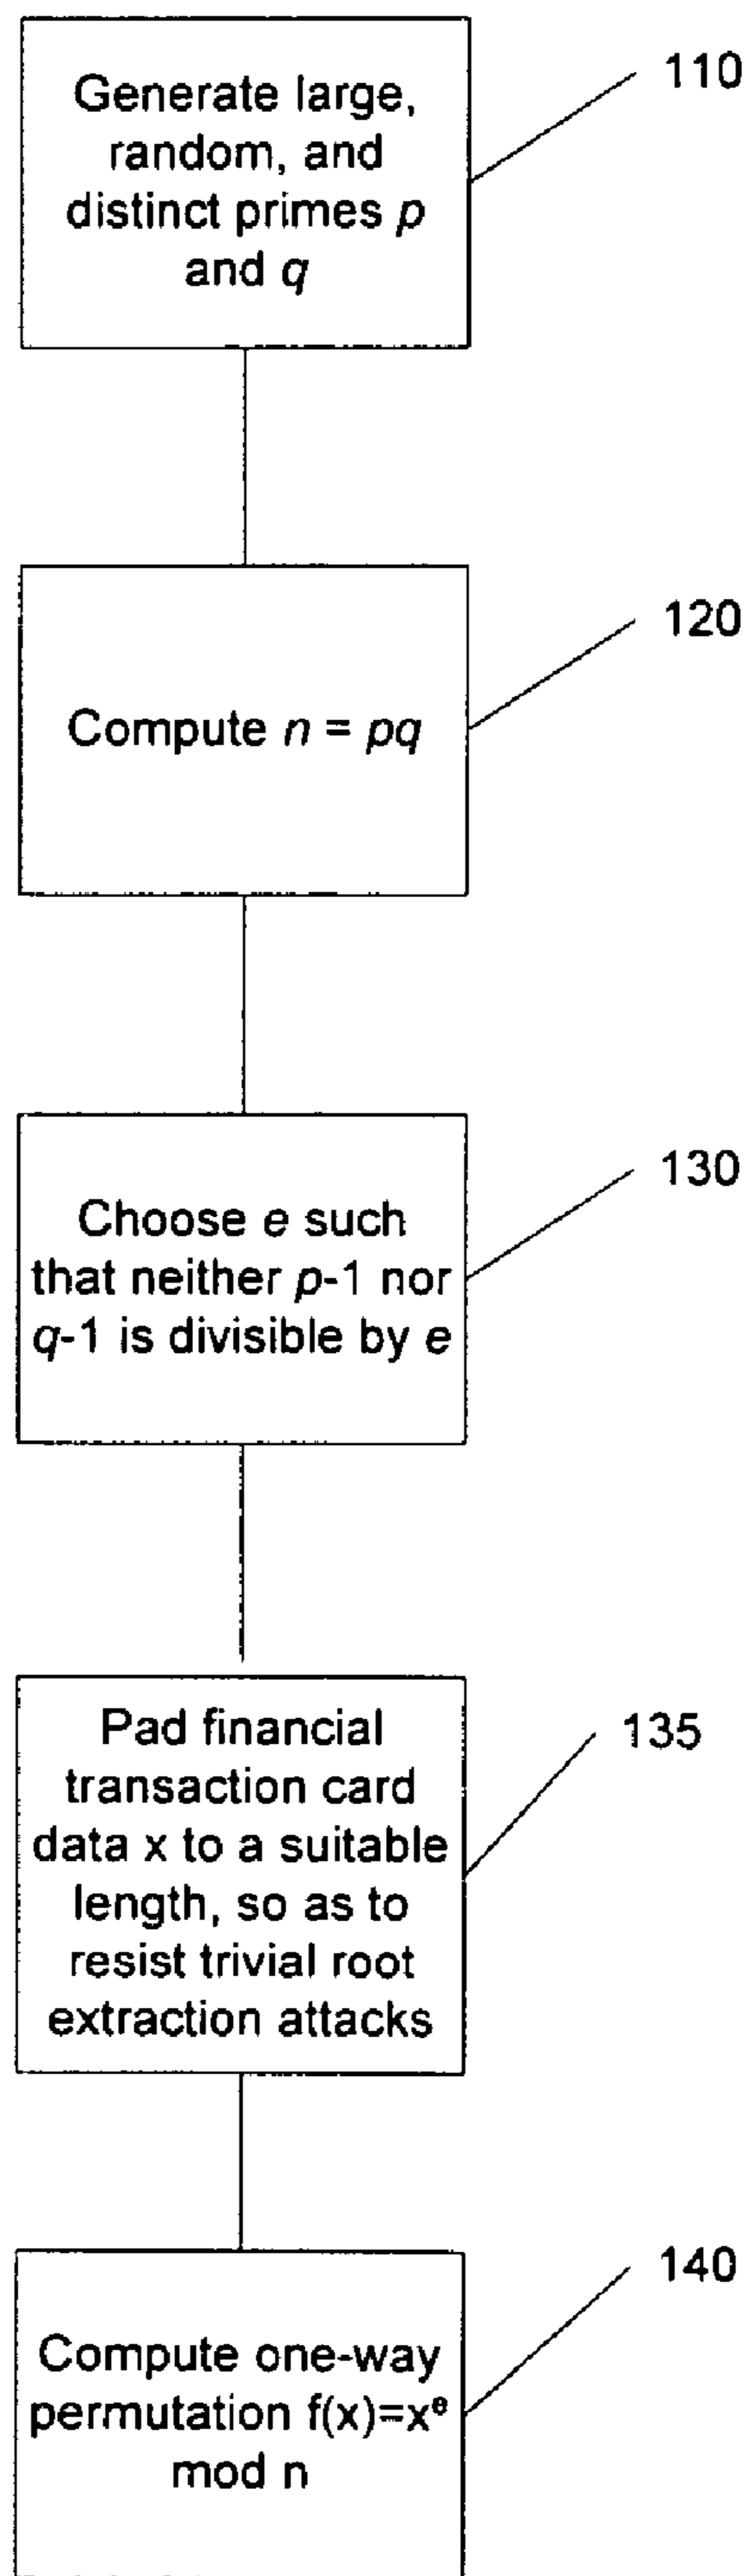 Generate large,
random, and
distinct primes p
and q
110
Compute n = pq
120
Choose e such
that neither p-1 nor
q-1 is divisible by e
130
Pad financial
transaction card
data x to a suitable
length, so as to
resist trivial root
extraction attacks
135
Compute one-way
permutation f(x)=xᵉ
mod n
140